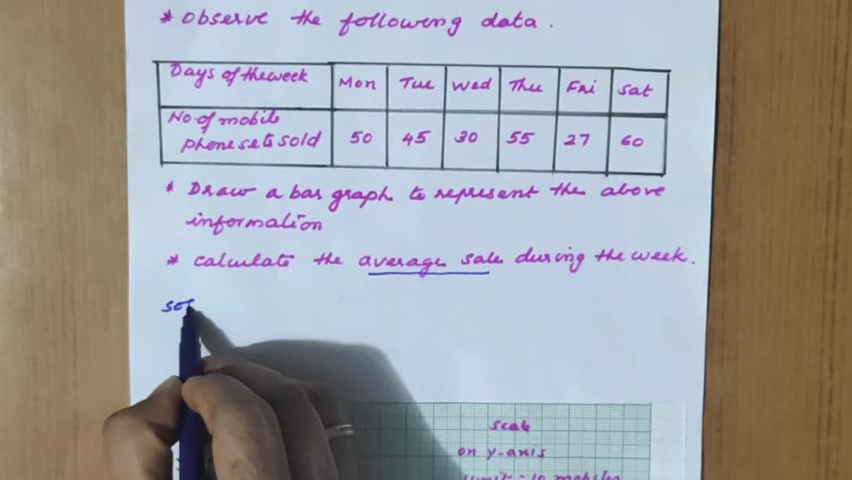 * Observe the following data.
Days of the week Mon Tue Wed Thu Fri Sat
No. of mobile
phone sets sold 50 45 30 55 27 60
* Draw a bar graph to represent the above
information
* calculate the average sale during the week.
Scale
on y-axis